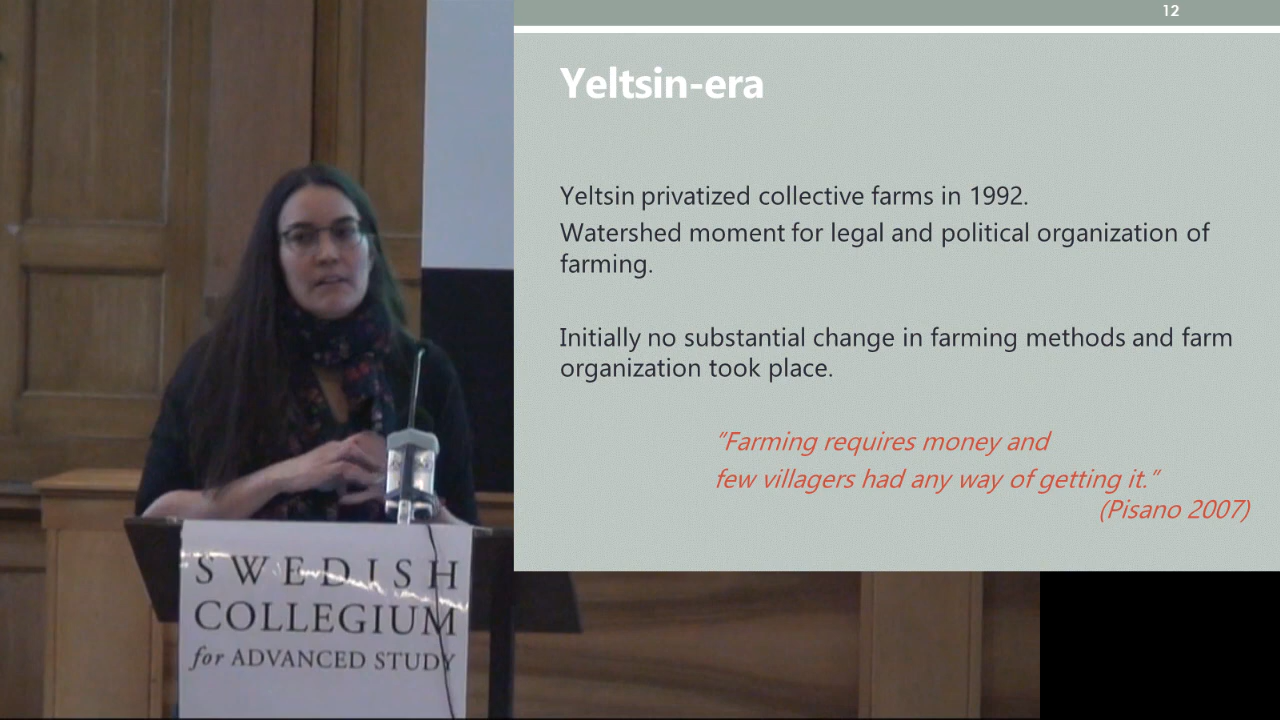 12
Yeltsin-era
Yeltsin privatized collective farms in 1992.
Watershed moment for legal and political organization of
farming.
Initially no substantial change in farming methods and farm
organization took place.
”Farming requires money and
few villagers had any way of getting it.”
(Pisano 2007)
SWEDISH
COLLEGIUM
for ADVANCED STUDY